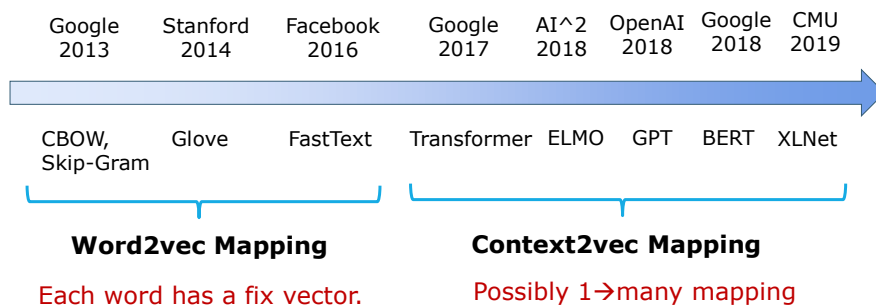 Google Stanford Facebook Google AI^2 OpenAI Google CMU
2013 2014 2016 2017 2018 2018 2018 2019
CBOW, Glove FastText Transformer ELMO GPT BERT XLNet
Skip-Gram
Word2vec Mapping Context2vec Mapping
Each word has a fix vector. Possibly 1→many mapping